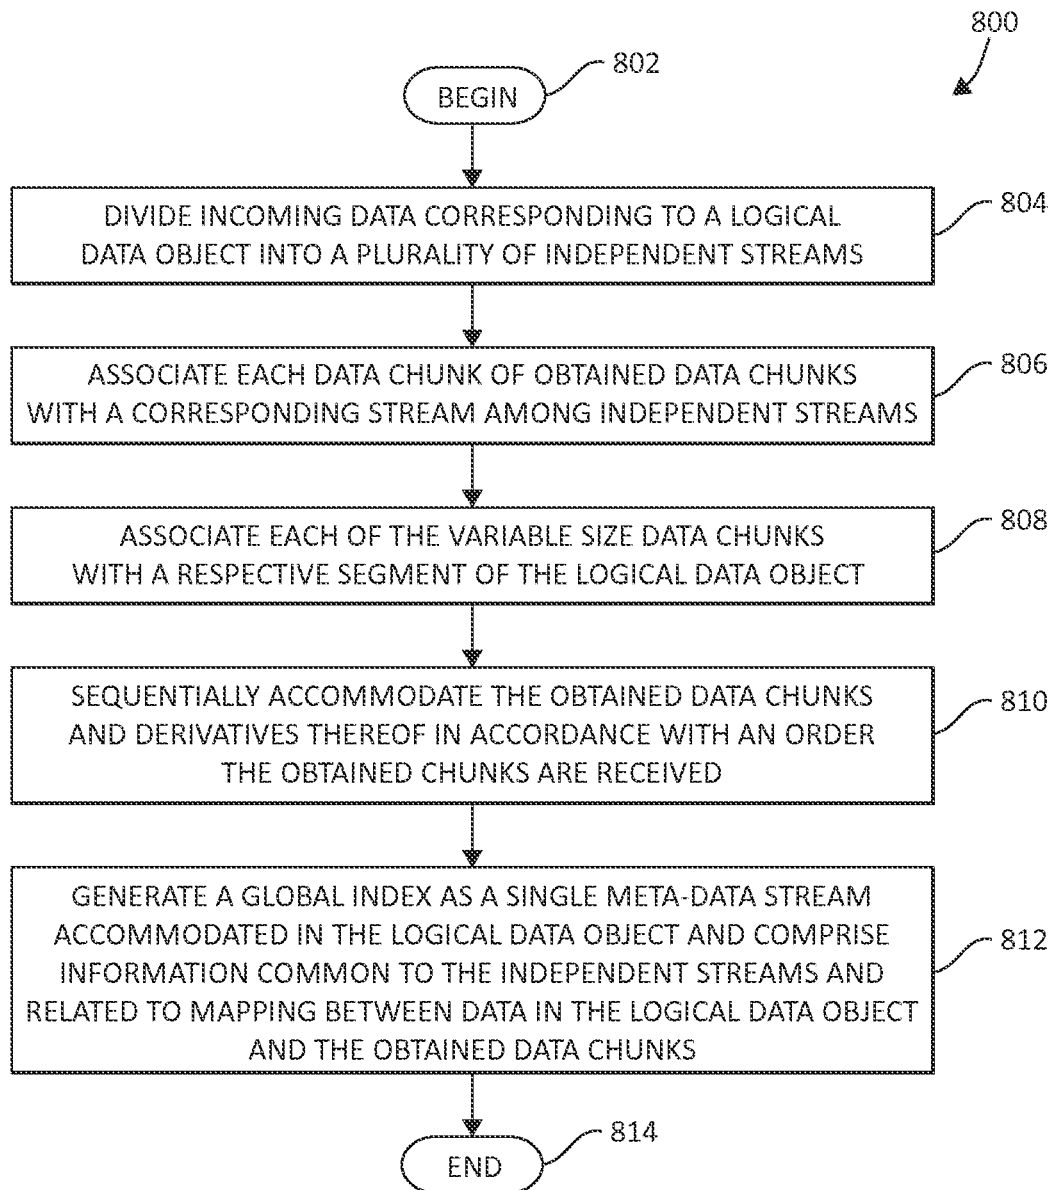 800
BEGIN
802
DIVIDE INCOMING DATA CORRESPONDING TO A LOGICAL
DATA OBJECT INTO A PLURALITY OF INDEPENDENT STREAMS
804
ASSOCIATE EACH DATA CHUNK OF OBTAINED DATA CHUNKS
WITH A CORRESPONDING STREAM AMONG INDEPENDENT STREAMS
806
ASSOCIATE EACH OF THE VARIABLE SIZE DATA CHUNKS
WITH A RESPECTIVE SEGMENT OF THE LOGICAL DATA OBJECT
808
SEQUENTIALLY ACCOMMODATE THE OBTAINED DATA CHUNKS
AND DERIVATIVES THEREOF IN ACCORDANCE WITH AN ORDER
THE OBTAINED CHUNKS ARE RECEIVED
810
GENERATE A GLOBAL INDEX AS A SINGLE META-DATA STREAM
ACCOMMODATED IN THE LOGICAL DATA OBJECT AND COMPRISE
INFORMATION COMMON TO THE INDEPENDENT STREAMS AND
RELATED TO MAPPING BETWEEN DATA IN THE LOGICAL DATA OBJECT
AND THE OBTAINED DATA CHUNKS
812
END
814